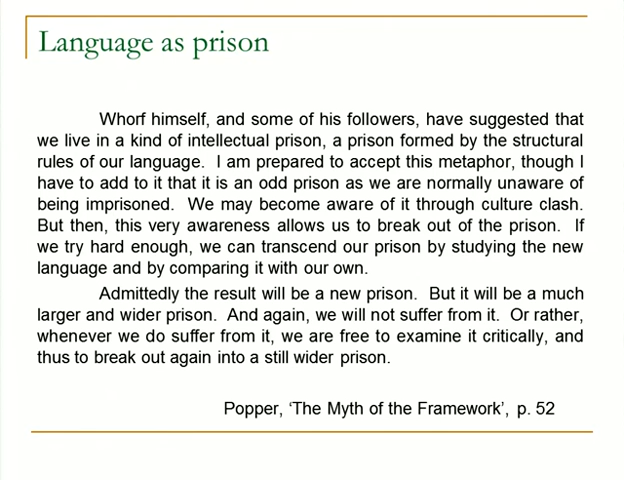 Language as prison
Whorf himself, and some of his followers, have suggested that
we live in a kind of intellectual prison, a prison formed by the structural
rules of our language.  I am prepared to accept this metaphor, though I
have to add to it that it is an odd prison as we are normally unaware of
being imprisoned.  We may become aware of it through culture clash.
But then, this very awareness allows us to break out of the prison.  If
we try hard enough, we can transcend our prison by studying the new
language and by comparing it with our own.
Admittedly the result will be a new prison.  But it will be a much
larger and wider prison.  And again, we will not suffer from it.  Or rather,
whenever we do suffer from it, we are free to examine it critically, and
thus to break out again into a still wider prison.
Popper, ‘The Myth of the Framework’, p. 52